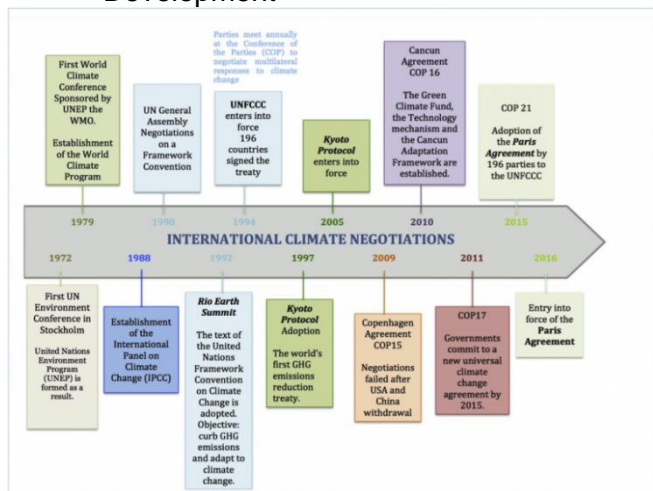 Development
First World
Climate
Conference
Sponsored by
UNEP the
WMO.
Establishment
of the World
Climate
Program
UN General
Assembly
Negotiations
on a
Framework
Convention
Parties meet annually
at the Conference of
the Parties (COP) to
negotiate multilateral
responses to climate
change
UNFCCC
enters into
force
196
countries
signed the
treaty
Kyoto
Protocol
enters into
force
Cancun
Agreement
COP 16
The Green
Climate Fund,
the Technology
mechanism and
the Cancun
Adaptation
Framework are
established.
COP 21
Adoption of
the Paris
Agreement by
196 parties to
the UNFCCC
1979
1990
1994
2005
2010
2015
INTERNATIONAL CLIMATE NEGOTIATIONS
1972
1988
1992
1997
2009
2011
2016
First UN
Environment
Conference in
Stockholm
United Nations
Environment
Program
(UNEP) is
formed as a
result.
Establishment
of the
International
Panel on
Climate
Change (IPCC)
Rio Earth
Summit
The text of
the United
Nations
Framework
Convention
on Climate
Change is
adopted.
Objective:
curb GHG
emissions
and adapt to
climate
change.
Kyoto
Protocol
Adoption
The world's
first GHG
emissions
reduction
treaty.
Copenhagen
Agreement
COP15
Negotiations
failed after
USA and
China
withdrawal
COP17
Governments
commit to a
new universal
climate
change
agreement by
2015.
Entry into
force of the
Paris
Agreement